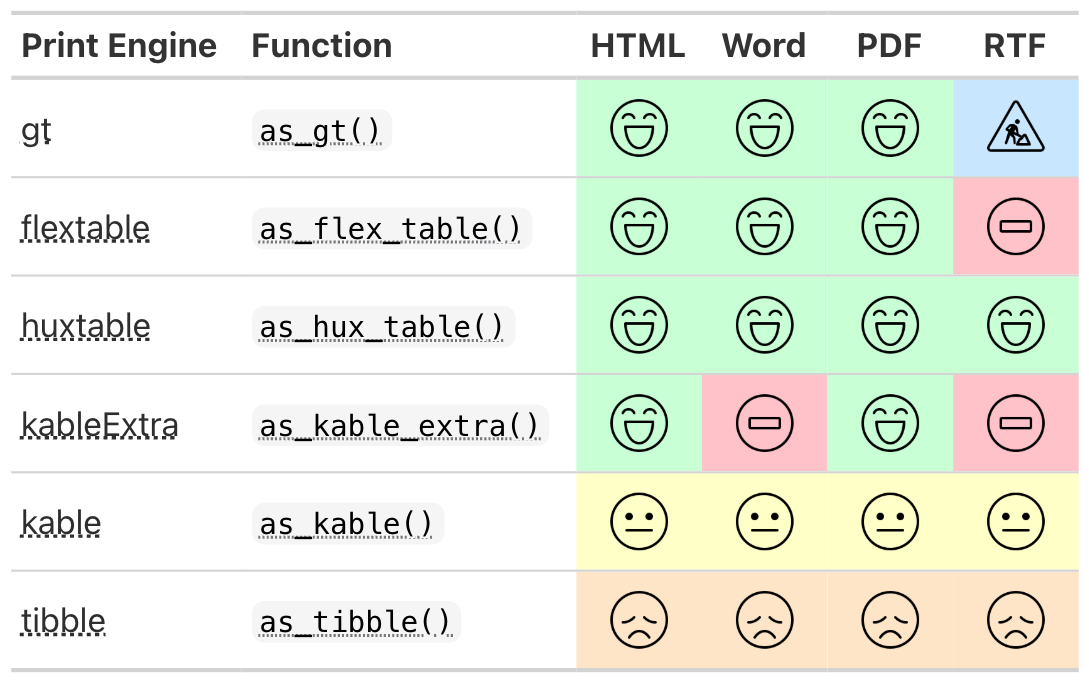 Print Engine Function HTML Word PDF RTF
gt as_gt()
flextable as_flex_table()
huxtable as_hux_table()
kableExtra as_kable_extra()
kable as_kable()
tibble as_tibble()